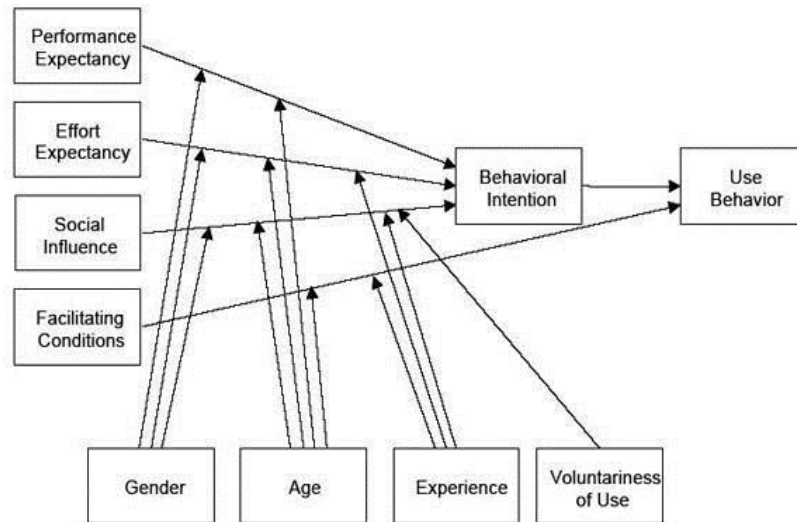 Performance
Expectancy
Effort
Expectancy
Social
Influence
Facilitating
Conditions
Behavioral
Intention
Use
Behavior
Gender
Age
Experience
Voluntariness
of Use